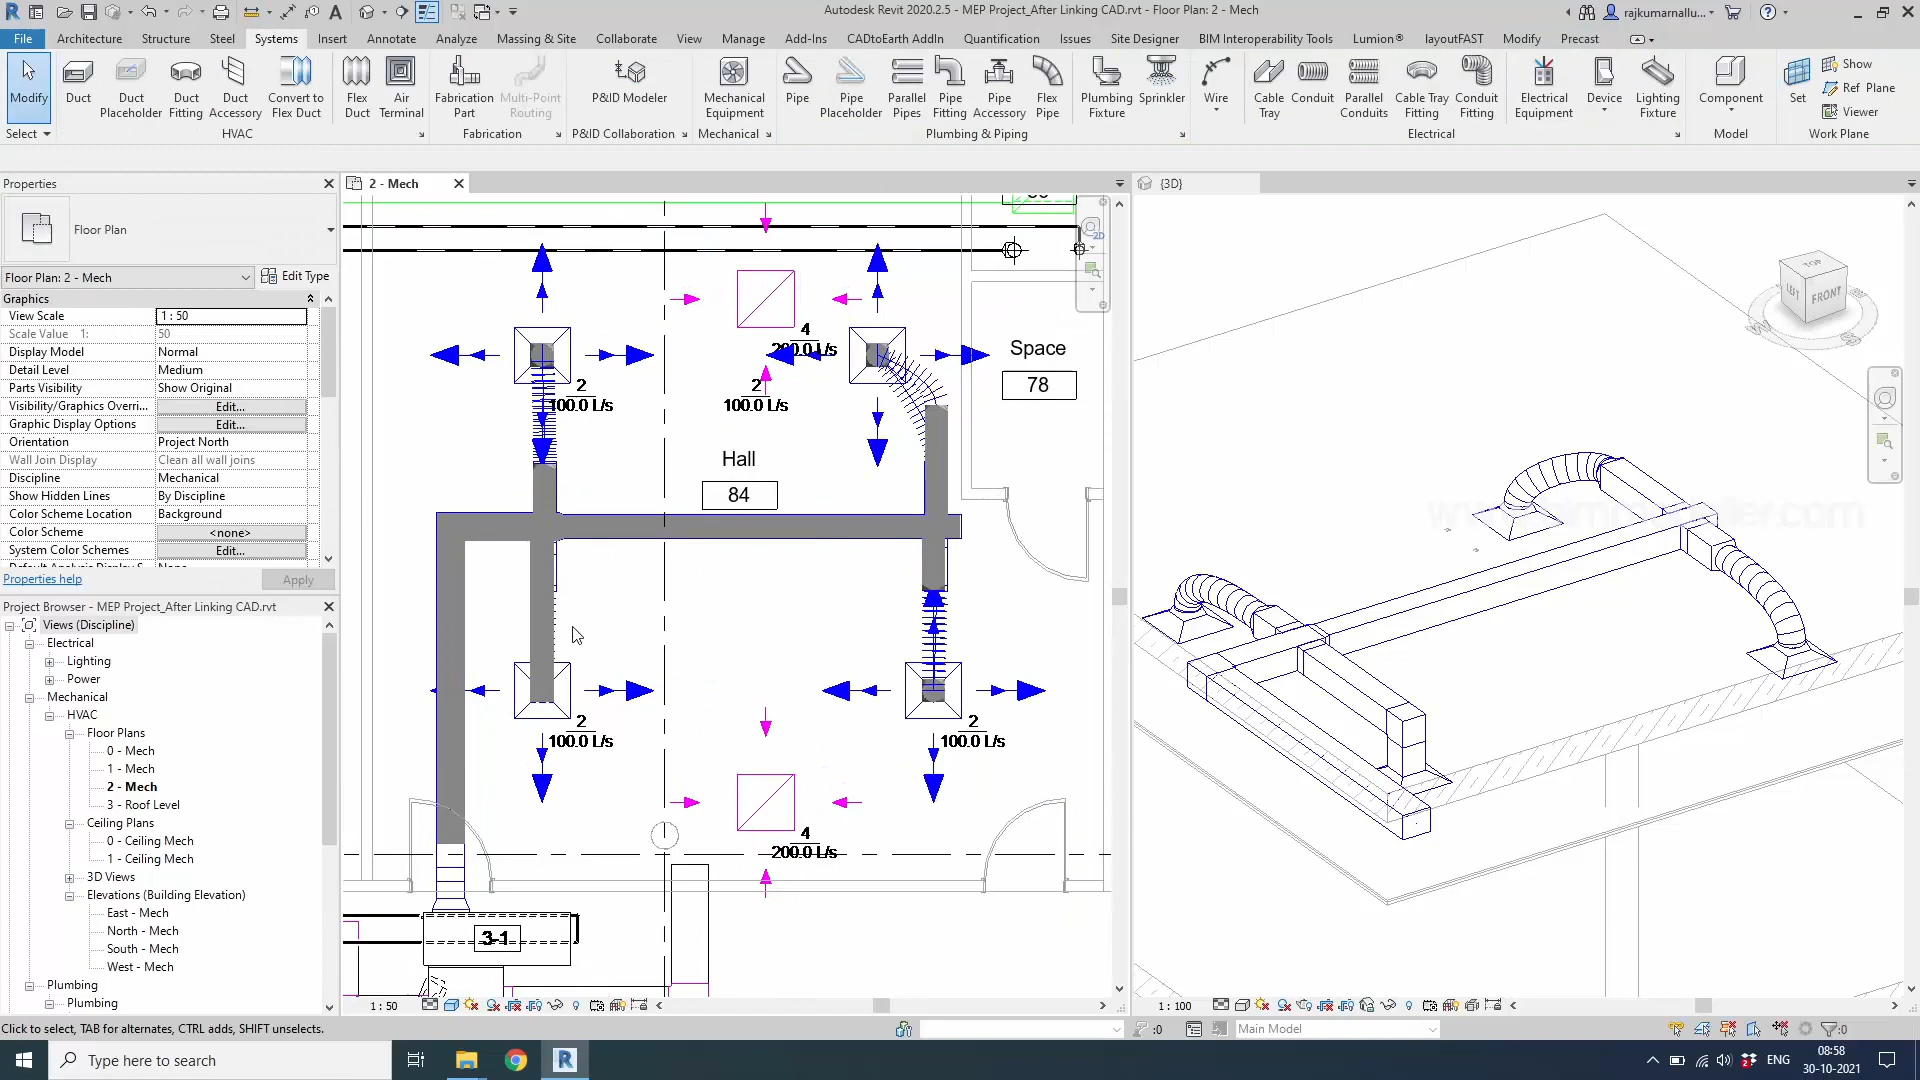 Autodesk Revit 2020.2.5 - MEP Project_After Linking CAD.rvt - Floor Plan: 2 - Mech
rajkumarnallu...
File Architecture Structure Steel Systems Insert Annotate Analyze Massing & Site Collaborate View Manage Add-Ins CADtoEarth AddIn Quantification Issues Site Designer BIM Interoperability Tools Lumion® layoutFAST Modify Precast
Modify
Duct
Duct Placeholder
Duct Fitting
Duct Accessory
Convert to Flex Duct
Flex Duct
Air Terminal
Fabrication Part
Multi-Point Routing
P&ID Modeler
Mechanical Equipment
Pipe
Pipe Placeholder
Parallel Pipes
Pipe Fitting
Pipe Accessory
Flex Pipe
Plumbing Fixture
Sprinkler
Wire
Cable Tray
Conduit
Parallel Conduits
Cable Tray Fitting
Conduit Fitting
Electrical Equipment
Device
Lighting Fixture
Component
Set
Show
Ref Plane
Viewer
Select HVAC Fabrication P&ID Collaboration Mechanical Plumbing & Piping Electrical Model Work Plane
Properties
Floor Plan
Floor Plan: 2 - Mech Edit Type
Graphics
View Scale 1 : 50
Scale Value 1: 50
Display Model Normal
Detail Level Medium
Parts Visibility Show Original
Visibility/Graphics Overri... Edit...
Graphic Display Options Edit...
Orientation Project North
Wall Join Display Clean all wall joins
Discipline Mechanical
Show Hidden Lines By Discipline
Color Scheme Location Background
Color Scheme <none>
System Color Schemes Edit...
Properties help Apply
Project Browser - MEP Project_After Linking CAD.rvt
Views (Discipline)
Electrical
Lighting
Power
Mechanical
HVAC
Floor Plans
0 - Mech
1 - Mech
2 - Mech
3 - Roof Level
Ceiling Plans
0 - Ceiling Mech
1 - Ceiling Mech
3D Views
Elevations (Building Elevation)
East - Mech
North - Mech
South - Mech
West - Mech
Plumbing
Plumbing
2 - Mech
2D
4
200.0 L/s
2
100.0 L/s
2
100.0 L/s
Space
78
Hall
84
2
100.0 L/s
2
100.0 L/s
4
200.0 L/s
3-1
1 : 50
{3D}
TOP
LEFT
FRONT
W
S
1 : 100
Click to select, TAB for alternates, CTRL adds, SHIFT unselects.
:0
Main Model
:0
Type here to search
ENG
08:58
30-10-2021